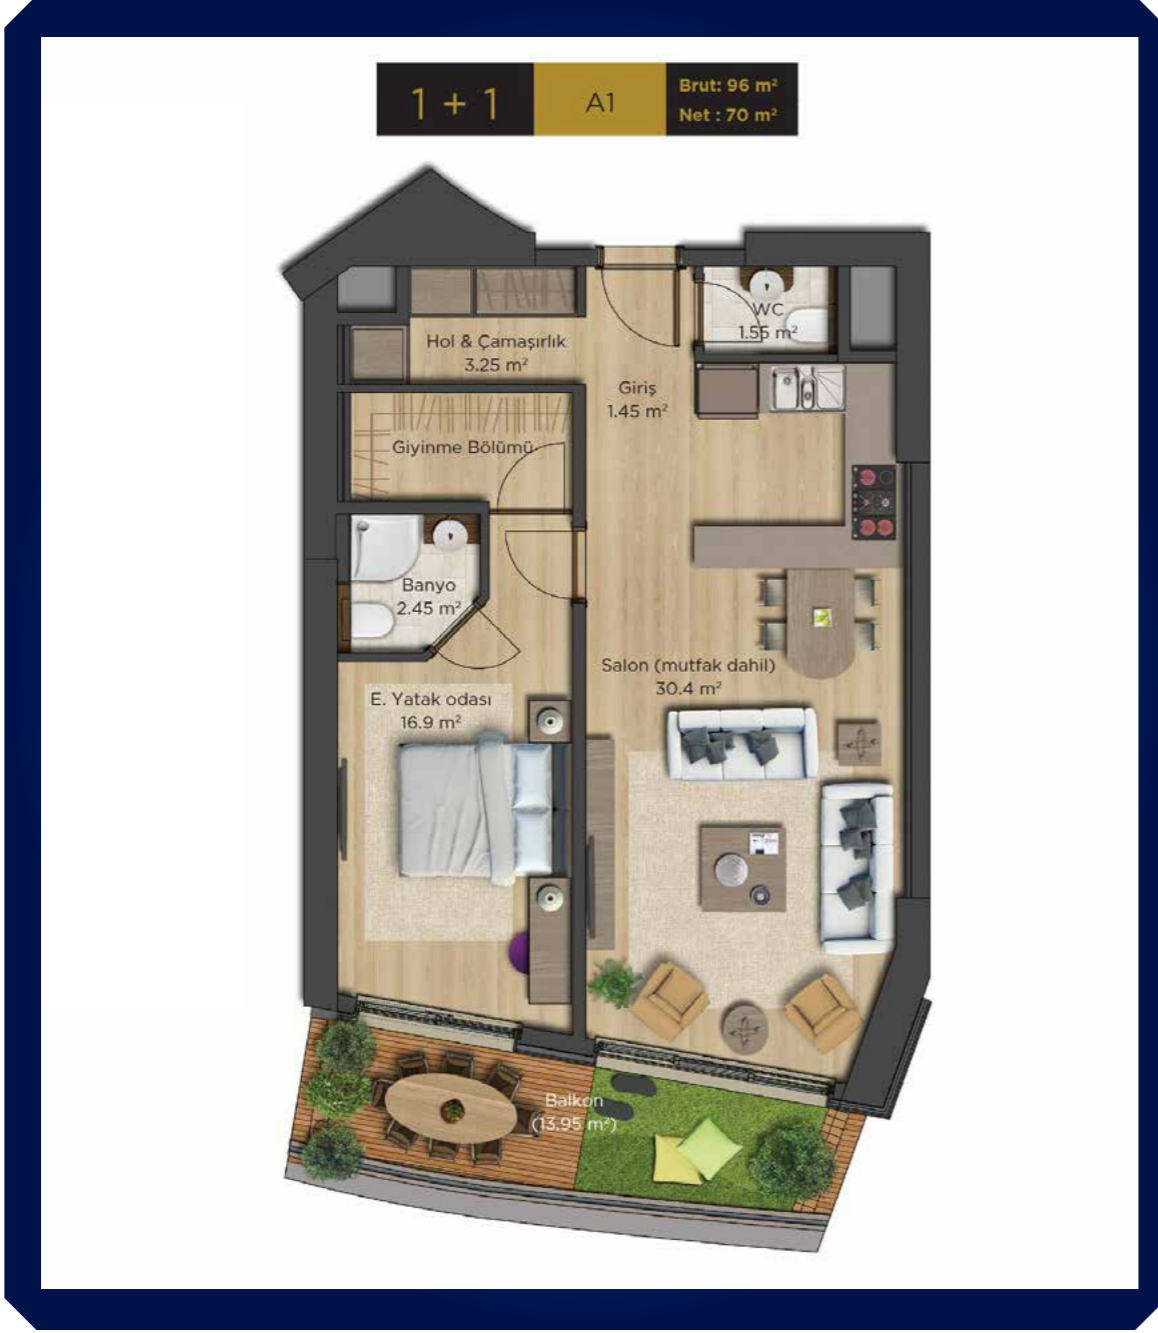 1 + 1
A1
Brut: 96 m²
Net : 70 m²
WC
1.55 m²
Hol & Çamaşırlık
3.25 m²
Giriş
1.45 m²
Giyinme Bölümü
Banyo
2.45 m²
Salon (mutfak dahil)
30.4 m²
E. Yatak odası
16.9 m²
Balkon
(13.95 m²)